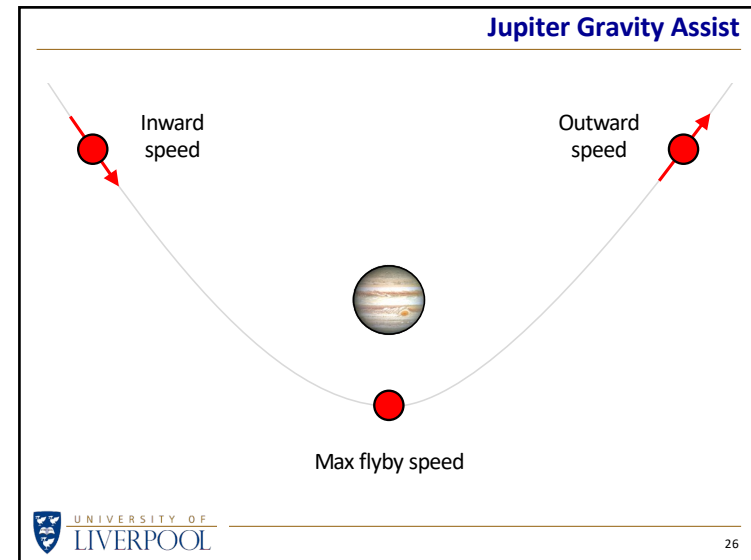 Jupiter Gravity Assist
Inward
speed
Outward
speed
Max flyby speed
UNIVERSITY OF
LIVERPOOL
26